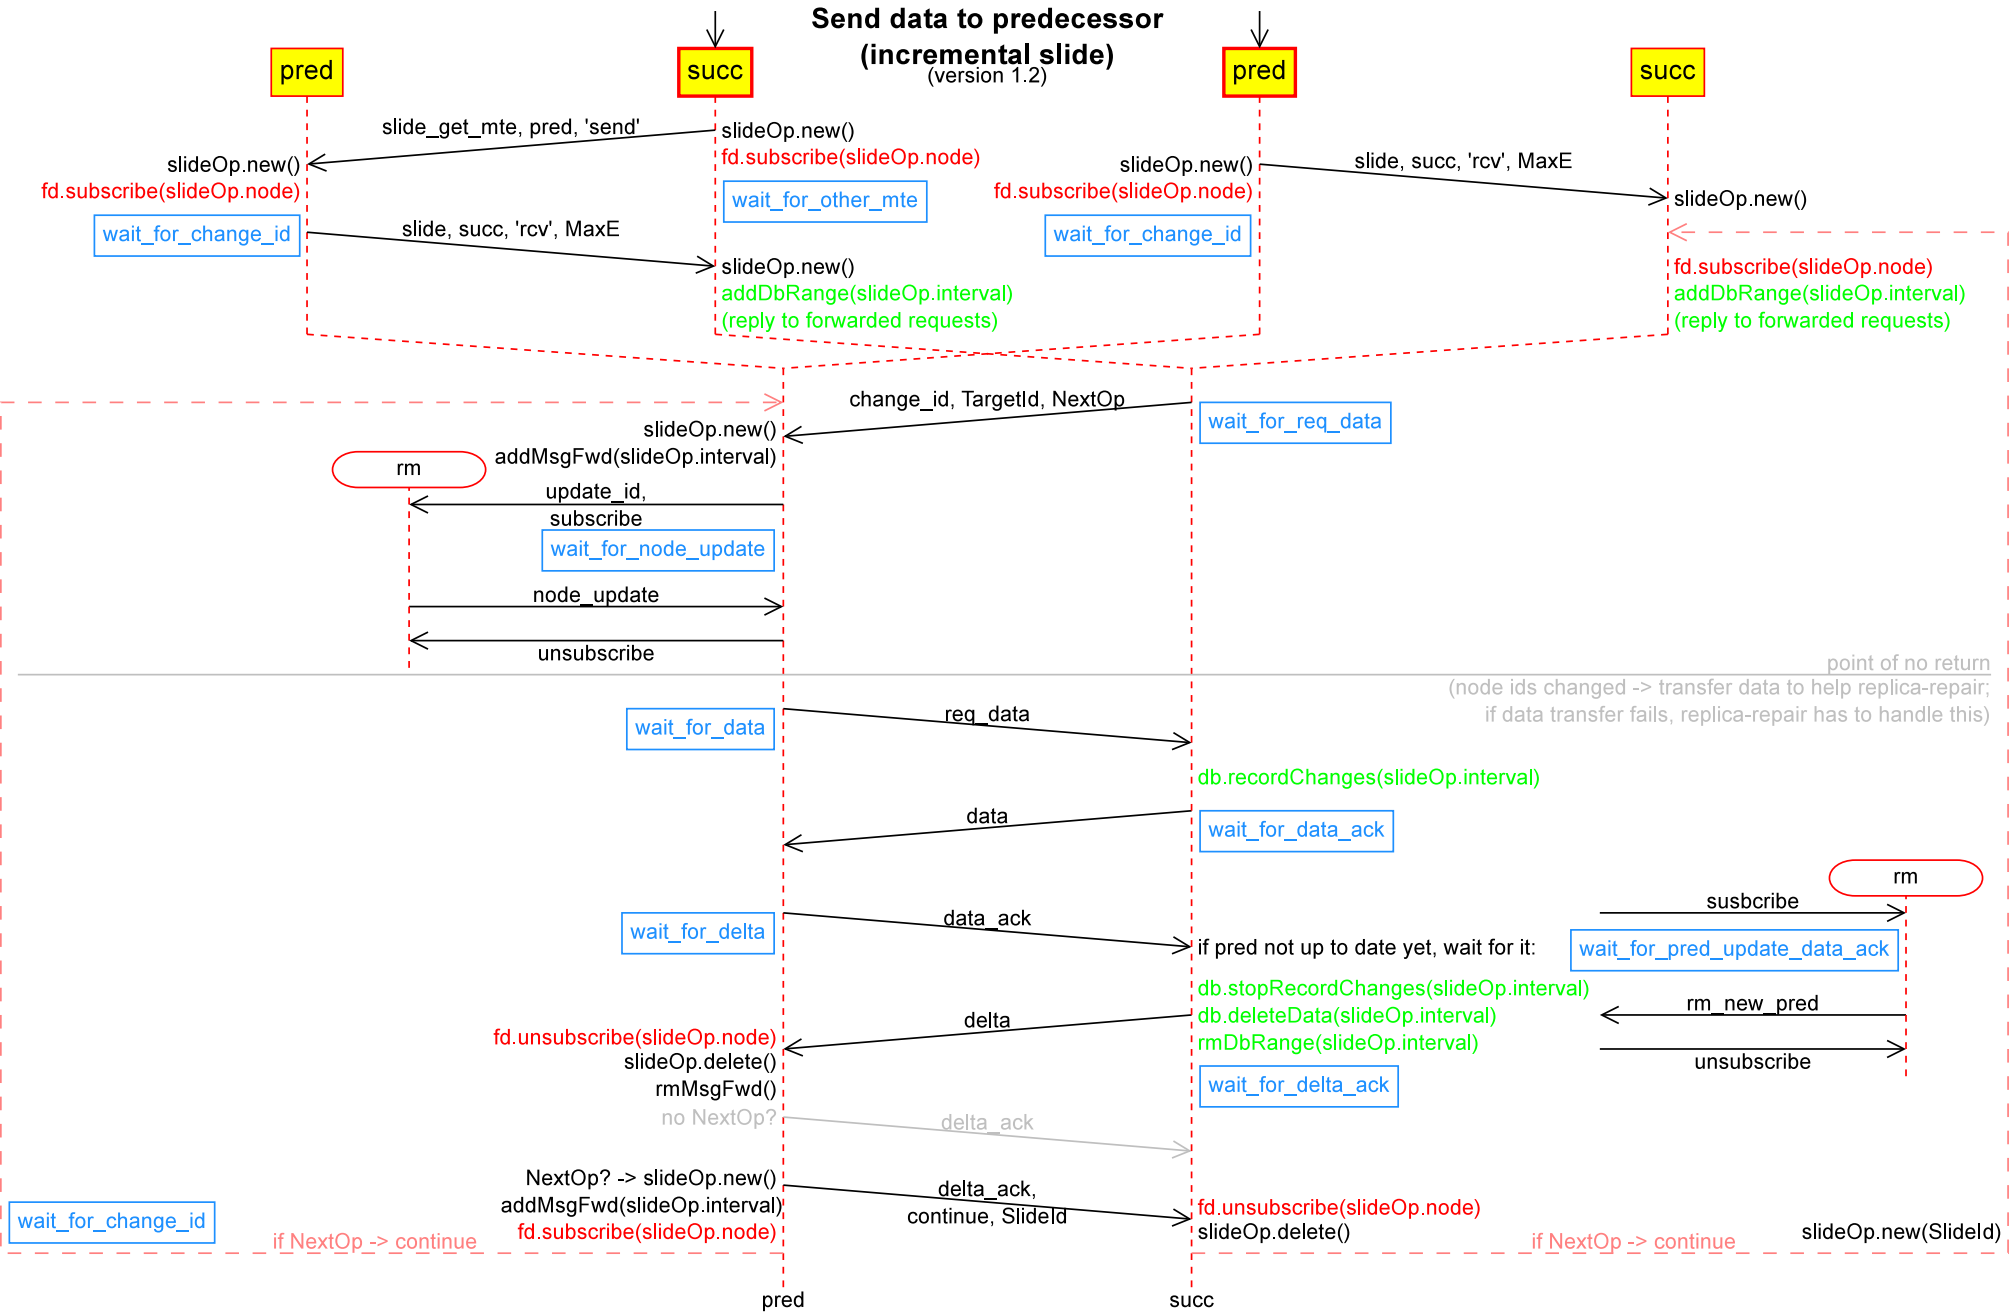 Send data to predecessor
(incremental slide)
(version 1.2)
pred
succ
pred
succ
slide_get_mte, pred, 'send'
slideOp.new()
fd.subscribe(slideOp.node)
wait_for_other_mte
slideOp.new()
fd.subscribe(slideOp.node)
wait_for_change_id
slide, succ, 'rcv', MaxE
slideOp.new()
addDbRange(slideOp.interval)
(reply to forwarded requests)
slideOp.new()
fd.subscribe(slideOp.node)
wait_for_change_id
slide, succ, 'rcv', MaxE
slideOp.new()
fd.subscribe(slideOp.node)
addDbRange(slideOp.interval)
(reply to forwarded requests)
change_id, TargetId, NextOp
wait_for_req_data
slideOp.new()
addMsgFwd(slideOp.interval)
rm
update_id,
subscribe
wait_for_node_update
node_update
unsubscribe
point of no return
(node ids changed -> transfer data to help replica-repair;
if data transfer fails, replica-repair has to handle this)
wait_for_data
req_data
db.recordChanges(slideOp.interval)
data
wait_for_data_ack
rm
wait_for_delta
data_ack
susbcribe
if pred not up to date yet, wait for it:
wait_for_pred_update_data_ack
db.stopRecordChanges(slideOp.interval)
db.deleteData(slideOp.interval)
rmDbRange(slideOp.interval)
rm_new_pred
unsubscribe
delta
fd.unsubscribe(slideOp.node)
slideOp.delete()
rmMsgFwd()
wait_for_delta_ack
no NextOp?
delta_ack
NextOp? -> slideOp.new()
addMsgFwd(slideOp.interval)
fd.subscribe(slideOp.node)
delta_ack,
continue, SlideId
fd.unsubscribe(slideOp.node)
slideOp.delete()
slideOp.new(SlideId)
wait_for_change_id
if NextOp -> continue
if NextOp -> continue
pred
succ